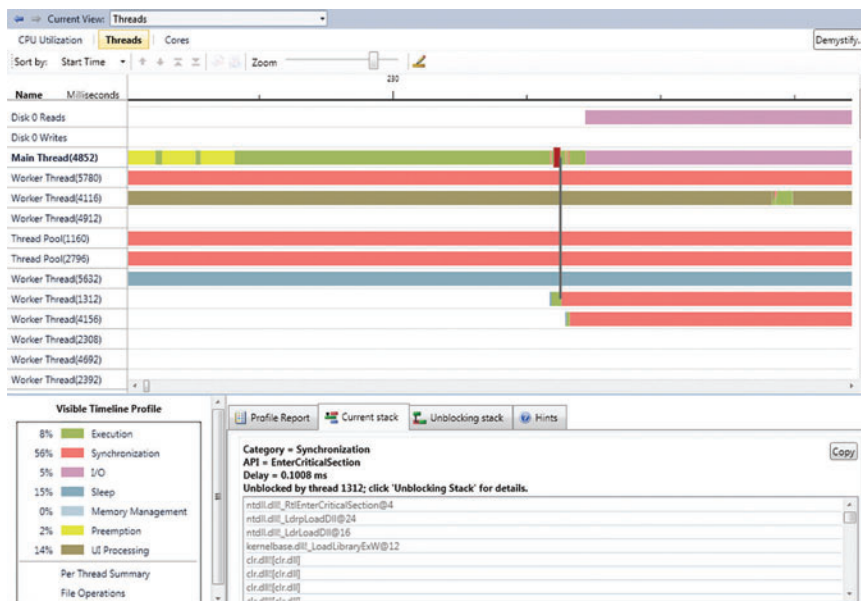 Current View: Threads
CPU Utilization Threads Cores
Demystify..
Sort by: Start Time Zoom
230
Name Milliseconds
Disk 0 Reads
Disk 0 Writes
Main Thread(4852)
Worker Thread(5780)
Worker Thread(4116)
Worker Thread(4912)
Thread Pool(1160)
Thread Pool(2796)
Worker Thread(5632)
Worker Thread(1312)
Worker Thread(4156)
Worker Thread(2308)
Worker Thread(4692)
Worker Thread(2392)
Visible Timeline Profile
8% Execution
56% Synchronization
5% I/O
15% Sleep
0% Memory Management
2% Preemption
14% UI Processing
Per Thread Summary
File Operations
Profile Report Current stack Unblocking stack Hints
Category = Synchronization
Copy
API = EnterCriticalSection
Delay = 0.1008 ms
Unblocked by thread 1312; click 'Unblocking Stack' for details.
ntdll.dll!_RtlEnterCriticalSection@4
ntdll.dll!_LdrpLoadDll@24
ntdll.dll!_LdrLoadDll@16
kernelbase.dll!_LoadLibraryExW@12
clr.dll![clr.dll]
clr.dll![clr.dll]
clr.dll![clr.dll]
clr.dll![clr.dll]